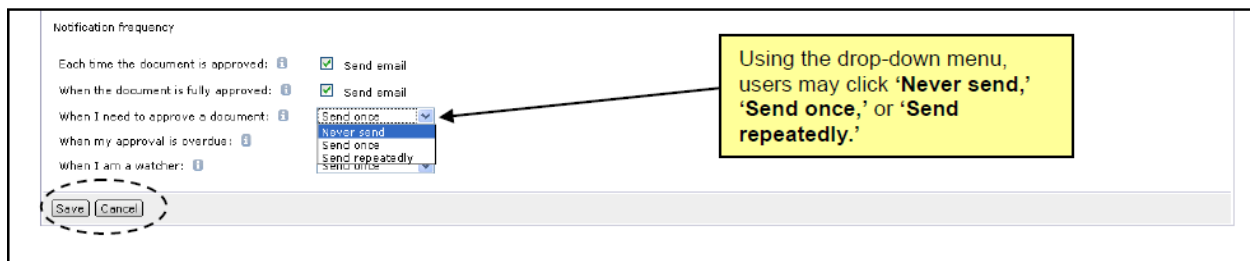 Notification frequency
Each time the document is approved: Send email
When the document is fully approved: Send email
When I need to approve a document: Send once
Never send
Send once
Send repeatedly
When my approval is overdue:
When I am a watcher: Send once
Save Cancel
Using the drop-down menu,
users may click ‘Never send,’
‘Send once,’ or ‘Send
repeatedly.’